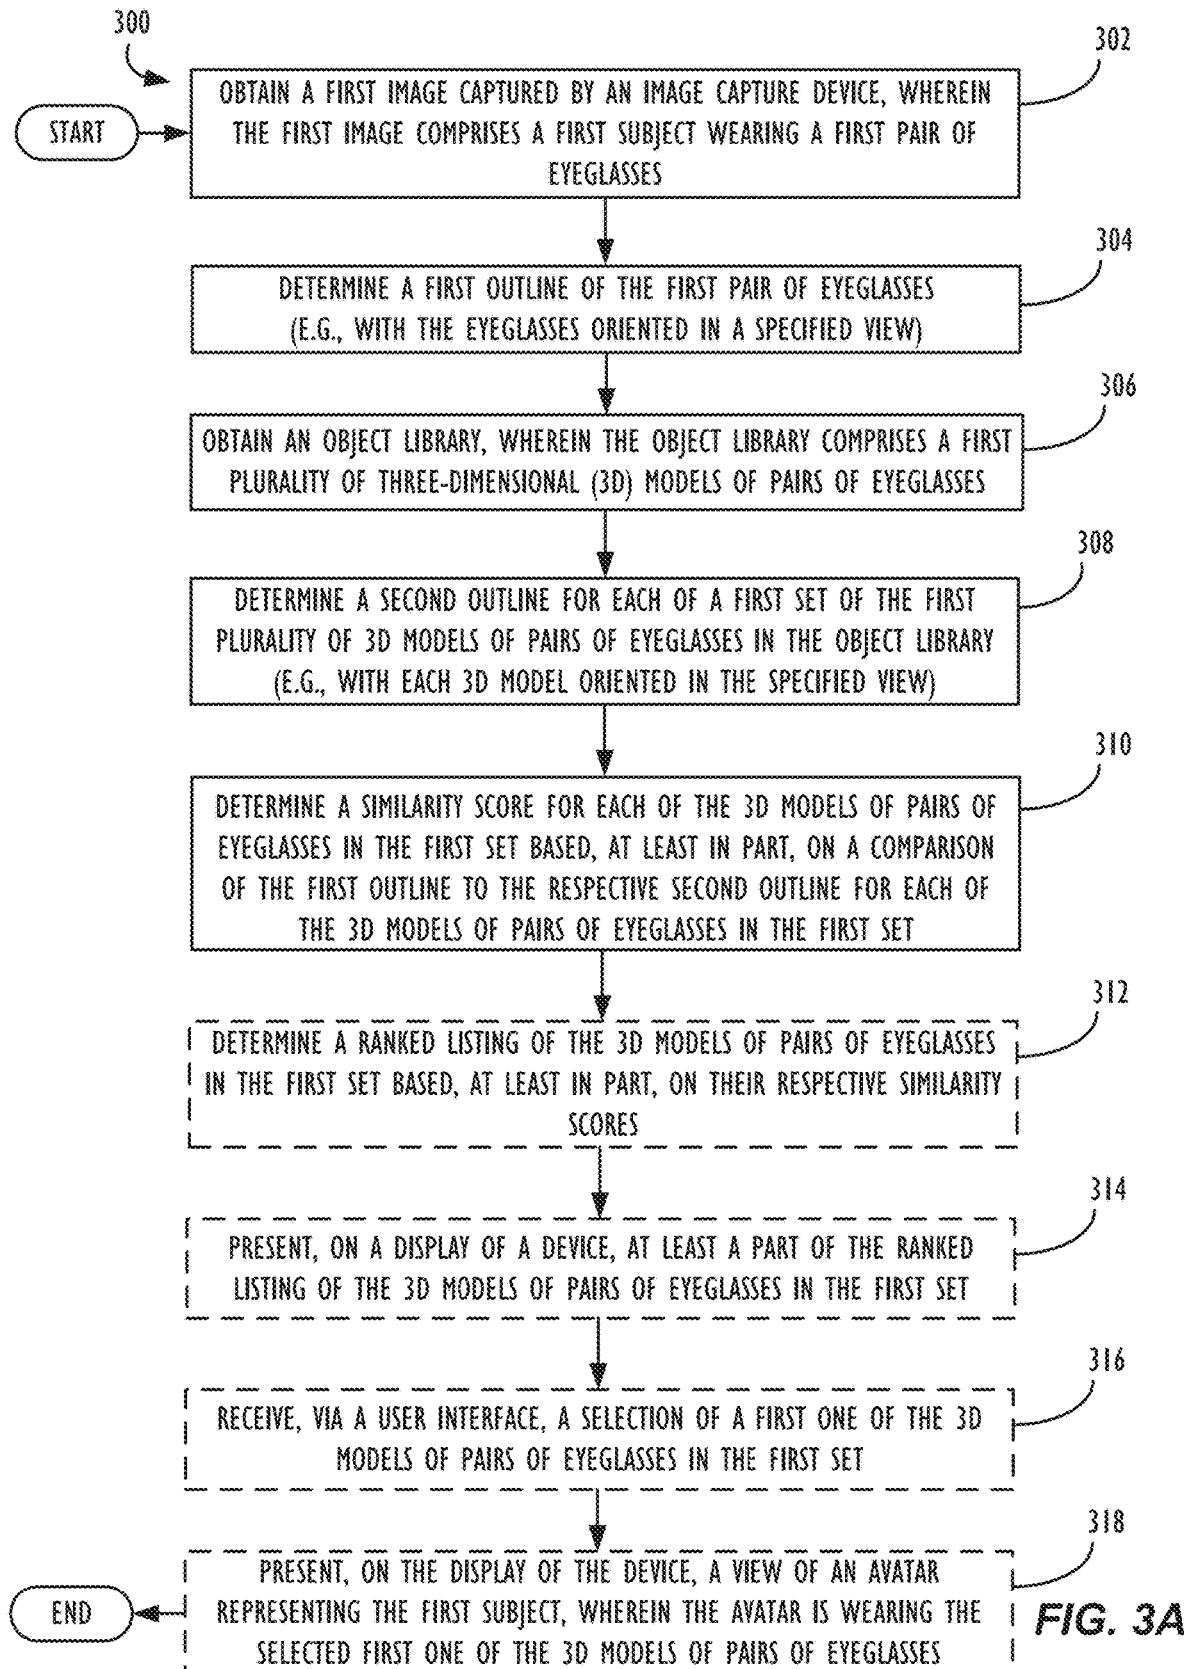 300
302
START
OBTAIN A FIRST IMAGE CAPTURED BY AN IMAGE CAPTURE DEVICE, WHEREIN
THE FIRST IMAGE COMPRISES A FIRST SUBJECT WEARING A FIRST PAIR OF
EYEGLASSES
304
DETERMINE A FIRST OUTLINE OF THE FIRST PAIR OF EYEGLASSES
(E.G., WITH THE EYEGLASSES ORIENTED IN A SPECIFIED VIEW)
306
OBTAIN AN OBJECT LIBRARY, WHEREIN THE OBJECT LIBRARY COMPRISES A FIRST
PLURALITY OF THREE-DIMENSIONAL (3D) MODELS OF PAIRS OF EYEGLASSES
308
DETERMINE A SECOND OUTLINE FOR EACH OF A FIRST SET OF THE FIRST
PLURALITY OF 3D MODELS OF PAIRS OF EYEGLASSES IN THE OBJECT LIBRARY
(E.G., WITH EACH 3D MODEL ORIENTED IN THE SPECIFIED VIEW)
310
DETERMINE A SIMILARITY SCORE FOR EACH OF THE 3D MODELS OF PAIRS OF
EYEGLASSES IN THE FIRST SET BASED, AT LEAST IN PART, ON A COMPARISON
OF THE FIRST OUTLINE TO THE RESPECTIVE SECOND OUTLINE FOR EACH OF
THE 3D MODELS OF PAIRS OF EYEGLASSES IN THE FIRST SET
312
DETERMINE A RANKED LISTING OF THE 3D MODELS OF PAIRS OF EYEGLASSES
IN THE FIRST SET BASED, AT LEAST IN PART, ON THEIR RESPECTIVE SIMILARITY
SCORES
314
PRESENT, ON A DISPLAY OF A DEVICE, AT LEAST A PART OF THE RANKED
LISTING OF THE 3D MODELS OF PAIRS OF EYEGLASSES IN THE FIRST SET
316
RECEIVE, VIA A USER INTERFACE, A SELECTION OF A FIRST ONE OF THE 3D
MODELS OF PAIRS OF EYEGLASSES IN THE FIRST SET
318
PRESENT, ON THE DISPLAY OF THE DEVICE, A VIEW OF AN AVATAR
REPRESENTING THE FIRST SUBJECT, WHEREIN THE AVATAR IS WEARING THE
SELECTED FIRST ONE OF THE 3D MODELS OF PAIRS OF EYEGLASSES
END
FIG. 3A